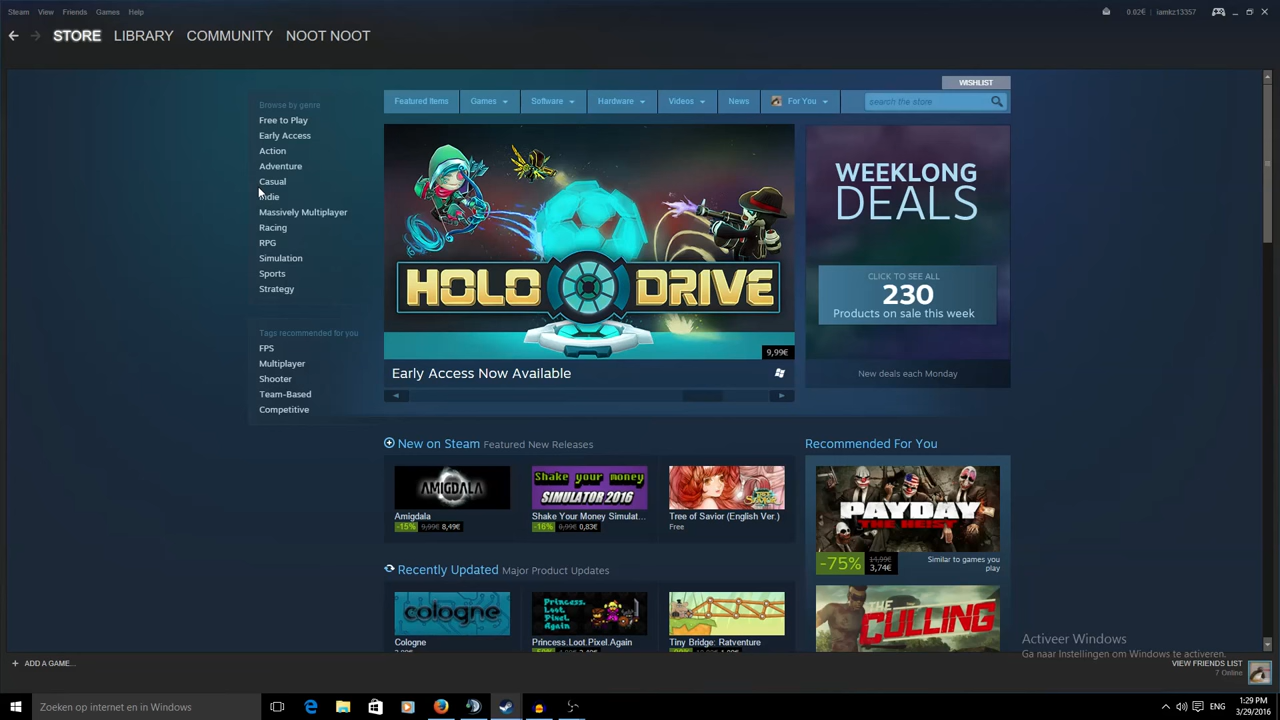 Steam View Friends Games Help
0.02€ iamkz13357
STORE LIBRARY COMMUNITY NOOT NOOT
WISHLIST
Featured Items Games Software Hardware Videos News For You search the store
Browse by genre
Free to Play
Early Access
Action
Adventure
Casual
Indie
Massively Multiplayer
Racing
RPG
Simulation
Sports
Strategy
Tags recommended for you
FPS
Multiplayer
Shooter
Team-Based
Competitive
HOLO DRIVE
9,99€
Early Access Now Available
WEEKLONG
DEALS
CLICK TO SEE ALL
230
Products on sale this week
New deals each Monday
New on Steam Featured New Releases
AMIGDALA
Amigdala
-15% 9,99€ 8,49€
Shake your money
SIMULATOR 2016
Shake Your Money Simulat...
-16% 0,99€ 0,83€
Tree of Savior (English Ver.)
Free
Recently Updated Major Product Updates
cologne
Cologne
Princess.
Loot.
Pixel.
Again
Princess.Loot.Pixel.Again
Tiny Bridge: Ratventure
Recommended For You
PAYDAY
THE HEIST
-75% 14,99€ 3,74€
Similar to games you
play
THE
CULLING
Activeer Windows
Ga naar Instellingen om Windows te activeren.
+ ADD A GAME...
VIEW FRIENDS LIST
7 Online
Zoeken op internet en in Windows
ENG
1:29 PM
3/29/2016